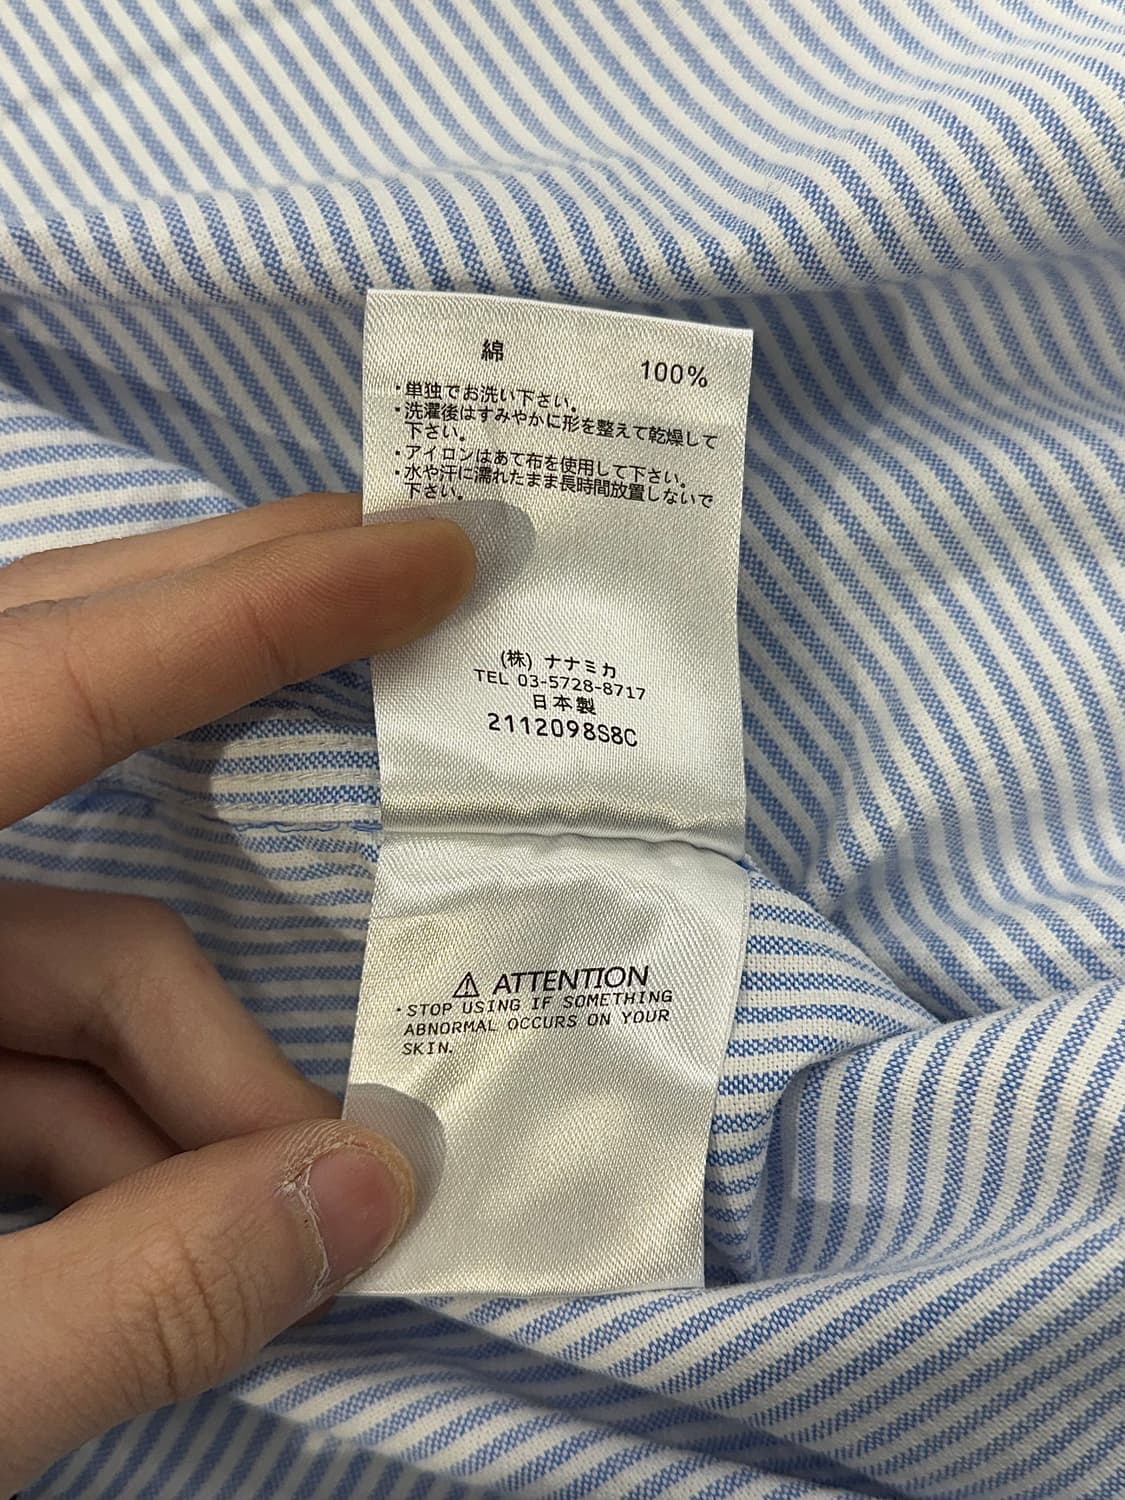 綿 100%
・単独でお洗い下さい。
・洗濯後はすみやかに形を整えて乾燥して
下さい。
・アイロンはあて布を使用して下さい。
・水や汗に濡れたまま長時間放置しないで
下さい。
(株) ナナミカ
TEL 03-5728-8717
日本製
2112098S8C
⚠ ATTENTION
・STOP USING IF SOMETHING
ABNORMAL OCCURS ON YOUR
SKIN.